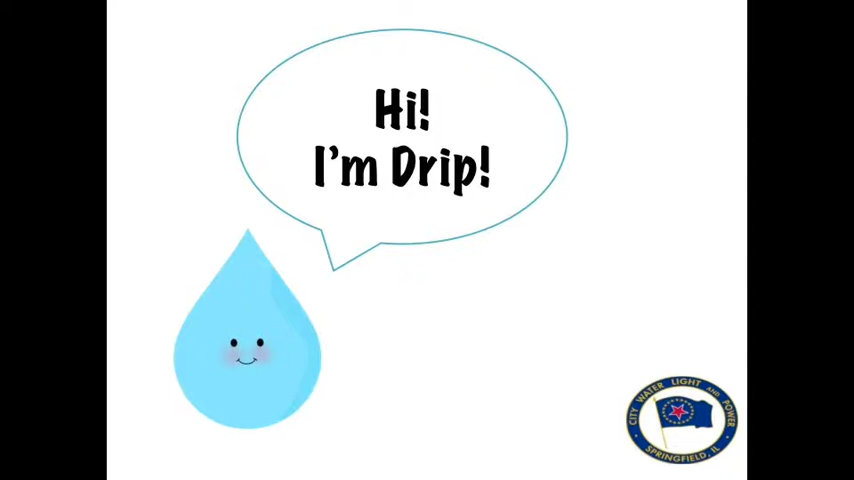 Hi!
I'm Drip!
CITY WATER LIGHT AND POWER
SPRINGFIELD, IL